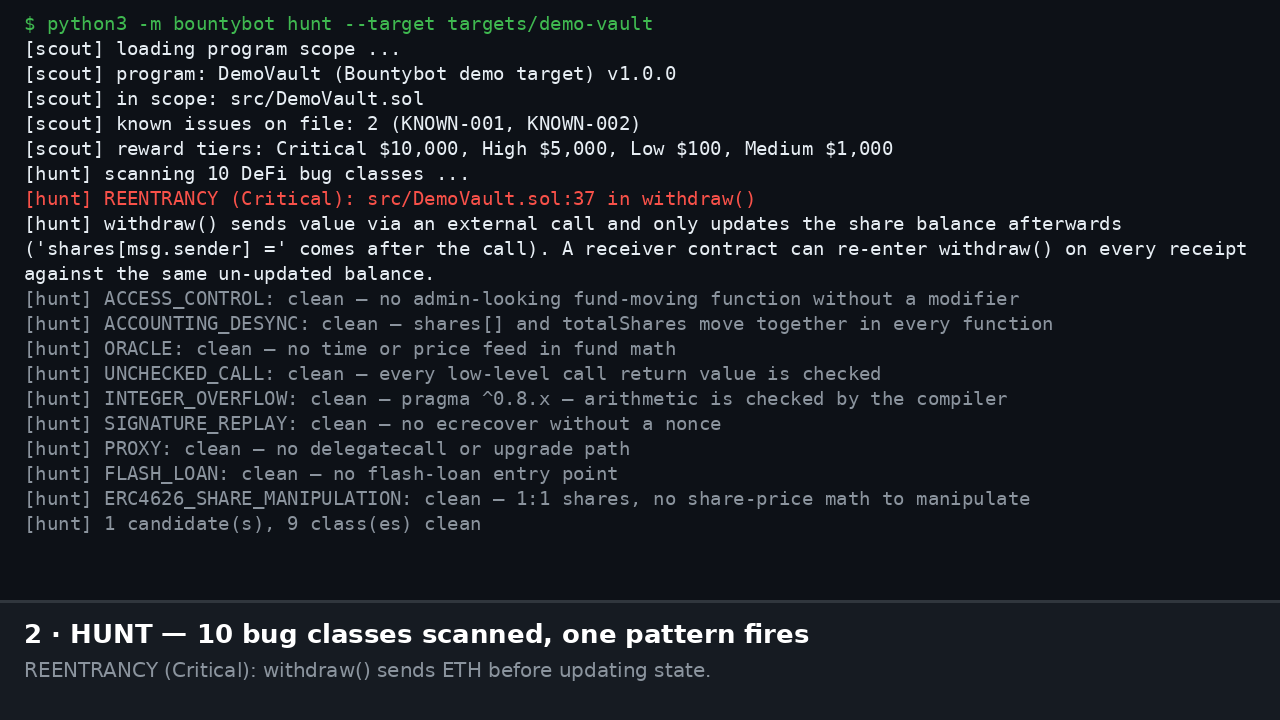 $ python3 -m bountybot hunt --target targets/demo-vault
[scout] loading program scope ...
[scout] program: DemoVault (Bountybot demo target) v1.0.0
[scout] in scope: src/DemoVault.sol
[scout] known issues on file: 2 (KNOWN-001, KNOWN-002)
[scout] reward tiers: Critical $10,000, High $5,000, Low $100, Medium $1,000
[hunt] scanning 10 DeFi bug classes ...
[hunt] REENTRANCY (Critical): src/DemoVault.sol:37 in withdraw()
[hunt] withdraw() sends value via an external call and only updates the share balance afterwards
('shares[msg.sender] =' comes after the call). A receiver contract can re-enter withdraw() on every receipt
against the same un-updated balance.
[hunt] ACCESS_CONTROL: clean — no admin-looking fund-moving function without a modifier
[hunt] ACCOUNTING_DESYNC: clean — shares[] and totalShares move together in every function
[hunt] ORACLE: clean — no time or price feed in fund math
[hunt] UNCHECKED_CALL: clean — every low-level call return value is checked
[hunt] INTEGER_OVERFLOW: clean — pragma ^0.8.x — arithmetic is checked by the compiler
[hunt] SIGNATURE_REPLAY: clean — no ecrecover without a nonce
[hunt] PROXY: clean — no delegatecall or upgrade path
[hunt] FLASH_LOAN: clean — no flash-loan entry point
[hunt] ERC4626_SHARE_MANIPULATION: clean — 1:1 shares, no share-price math to manipulate
[hunt] 1 candidate(s), 9 class(es) clean
2 · HUNT — 10 bug classes scanned, one pattern fires
REENTRANCY (Critical): withdraw() sends ETH before updating state.